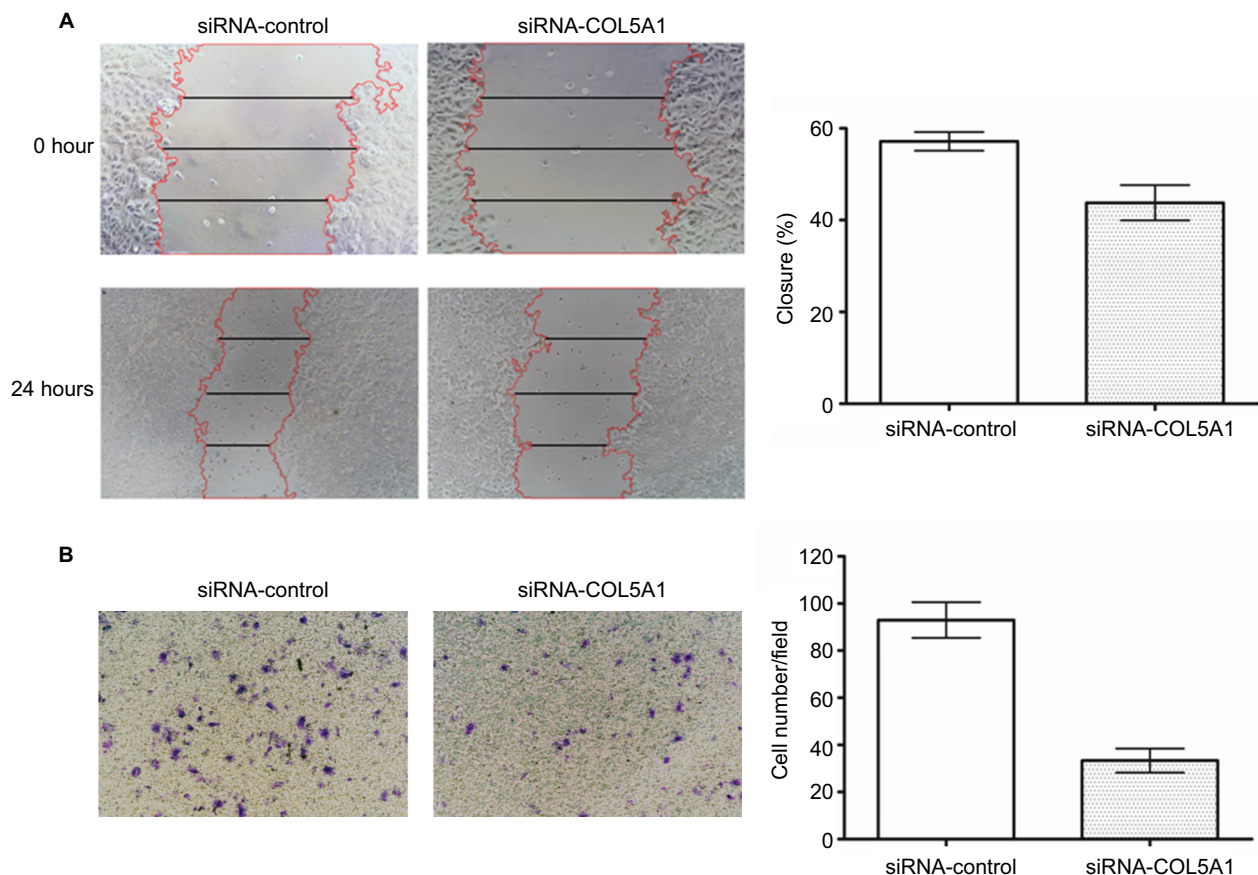 A
siRNA-control
siRNA-COL5A1
0 hour
24 hours
60
40
20
0
Closure (%)
siRNA-control
siRNA-COL5A1
B
siRNA-control
siRNA-COL5A1
120
100
80
60
40
20
0
Cell number/field
siRNA-control
siRNA-COL5A1